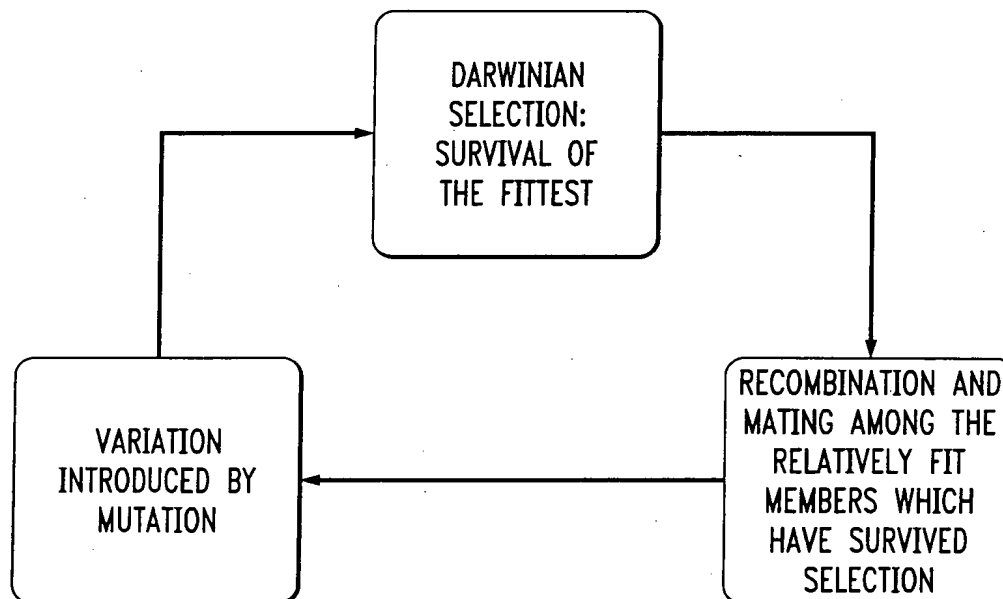 DARWINIAN
SELECTION:
SURVIVAL OF
THE FITTEST
RECOMBINATION AND
MATING AMONG THE
RELATIVELY FIT
MEMBERS WHICH
HAVE SURVIVED
SELECTION
VARIATION
INTRODUCED BY
MUTATION